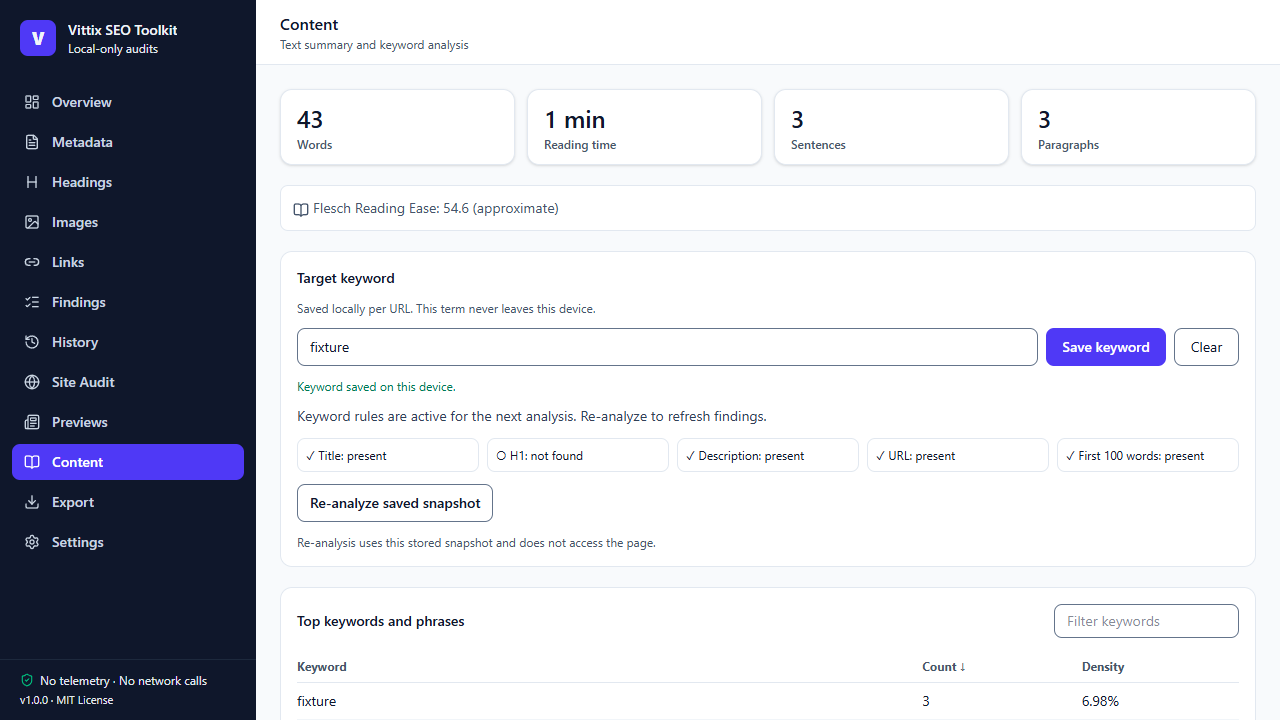 V
Vittix SEO Toolkit
Local-only audits
Overview
Metadata
Headings
Images
Links
Findings
History
Site Audit
Previews
Content
Export
Settings
No telemetry · No network calls
v1.0.0 · MIT License
Content
Text summary and keyword analysis
43
Words
1 min
Reading time
3
Sentences
3
Paragraphs
Flesch Reading Ease: 54.6 (approximate)
Target keyword
Saved locally per URL. This term never leaves this device.
fixture
Save keyword
Clear
Keyword saved on this device.
Keyword rules are active for the next analysis. Re-analyze to refresh findings.
✓ Title: present
○ H1: not found
✓ Description: present
✓ URL: present
✓ First 100 words: present
Re-analyze saved snapshot
Re-analysis uses this stored snapshot and does not access the page.
Top keywords and phrases
Filter keywords
Keyword Count ↓ Density
fixture 3 6.98%